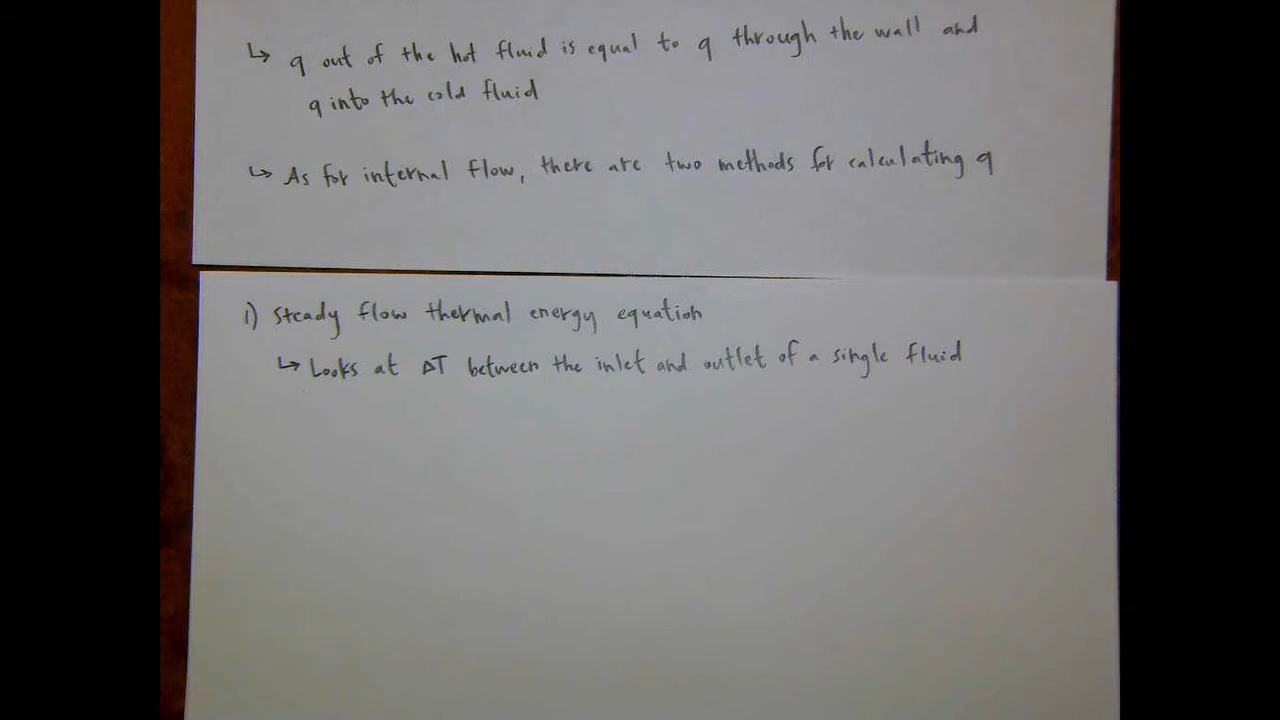 ↳ q out of the hot fluid is equal to q through the wall and
q into the cold fluid
↳ As for internal flow, there are two methods for calculating q
1) Steady flow thermal energy equation
↳ Looks at ΔT between the inlet and outlet of a single fluid